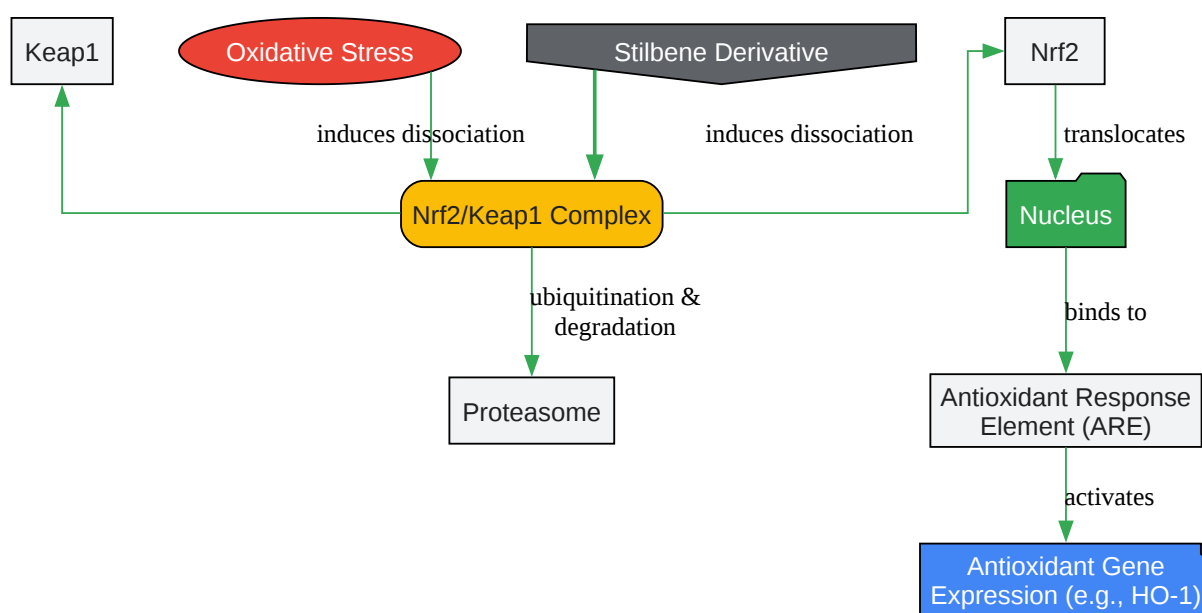 Keap1
Oxidative Stress
Stilbene Derivative
Nrf2
induces dissociation
induces dissociation
translocates
Nrf2/Keap1 Complex
Nucleus
ubiquitination &
degradation
binds to
Proteasome
Antioxidant Response
Element (ARE)
activates
Antioxidant Gene
Expression (e.g., HO-1)